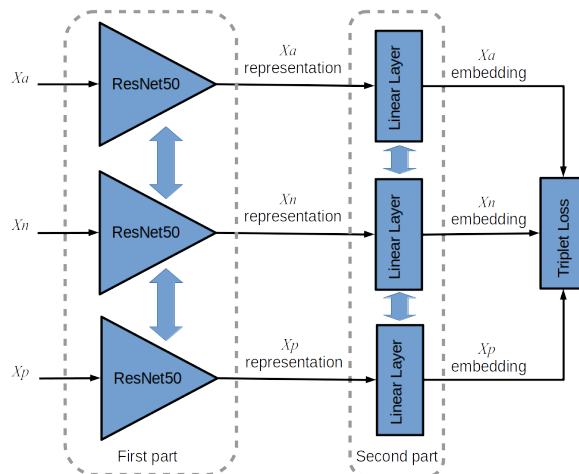 Xa
ResNet50
Xa
representation
Linear Layer
Xa
embedding
Xn
ResNet50
Xn
representation
Linear Layer
Xn
embedding
Triplet Loss
Xp
ResNet50
Xp
representation
Linear Layer
Xp
embedding
First part
Second part